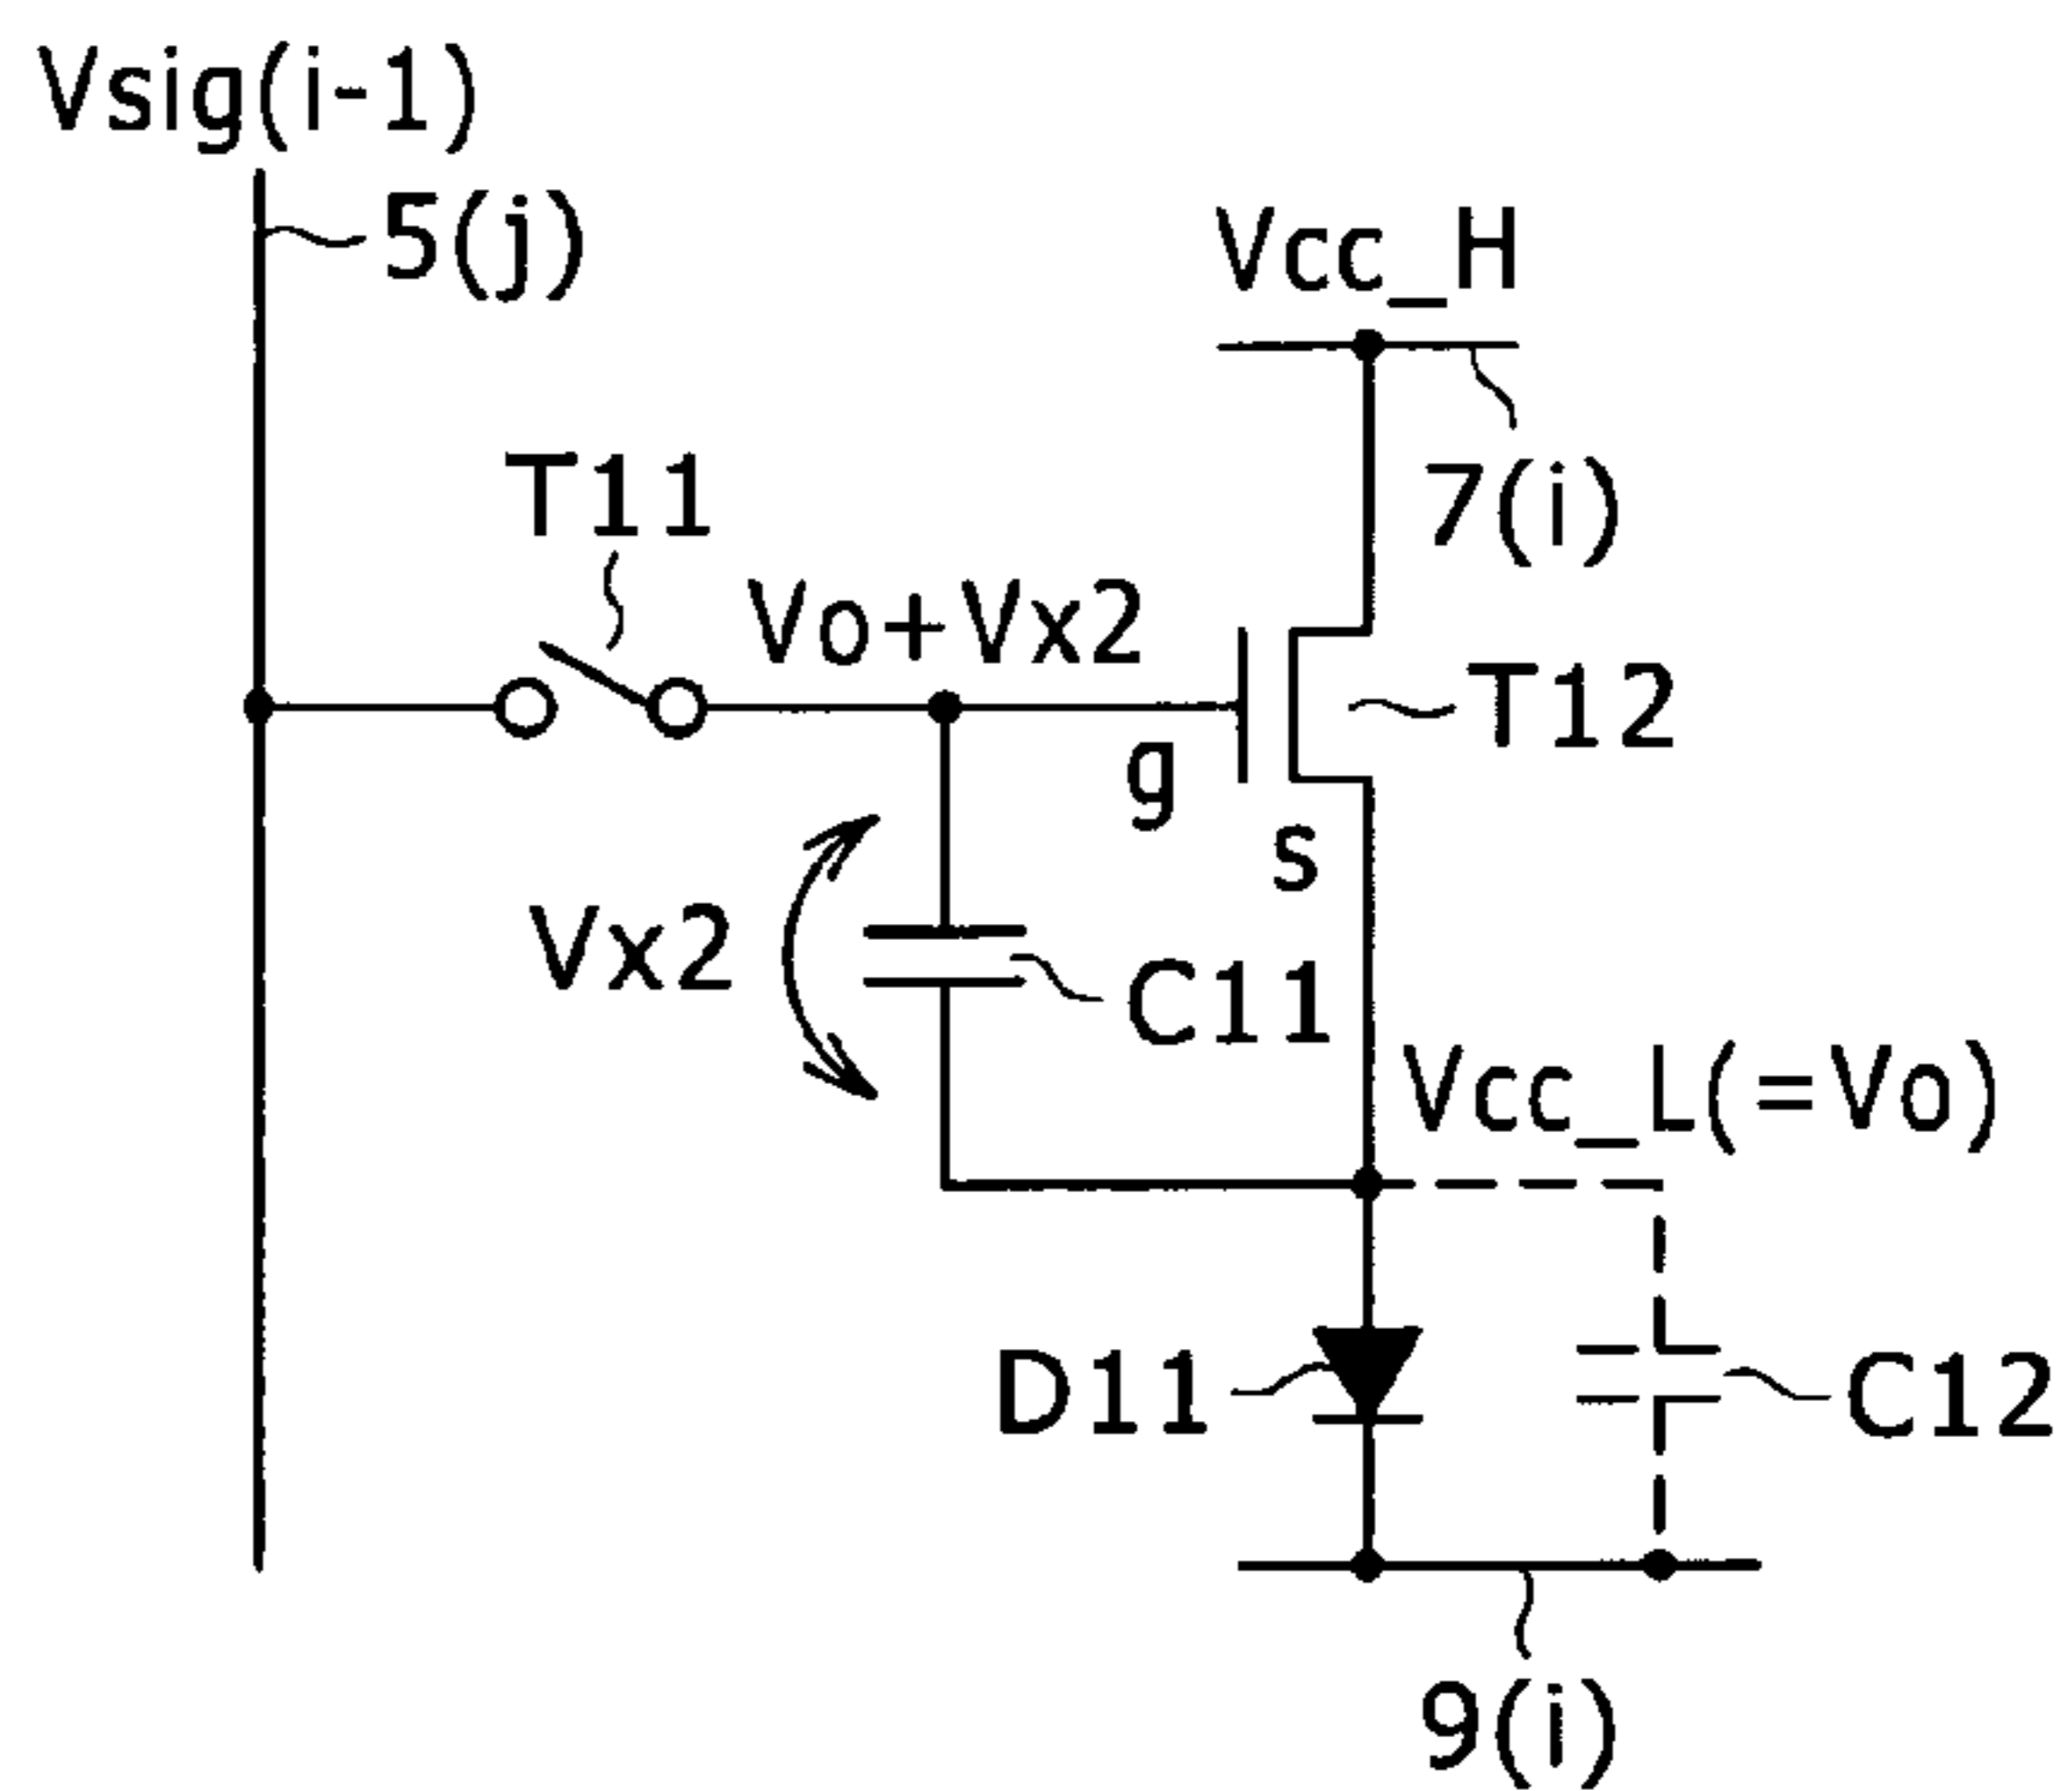 Vsig(i-1)
5(j)
Vcc_H
7(i)
T11
Vo+Vx2
T12
g
s
Vx2
C11
Vcc_L(=Vo)
D11
C12
9(i)